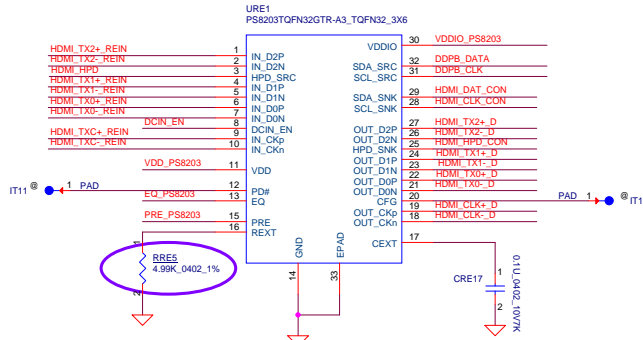 URE1
PS8203TQFN32GTR-A3_TQFN32_3X6
HDMI_TX2+_REIN 1 IN_D2P
HDMI_TX2-_REIN 2 IN_D2N
HDMI_HPD 3 HPD_SRC
HDMI_TX1+_REIN 4 IN_D1P
HDMI_TX1-_REIN 5 IN_D1N
HDMI_TX0+_REIN 6 IN_D0P
HDMI_TX0-_REIN 7 IN_D0N
DCIN_EN 8 DCIN_EN
HDMI_TXC+_REIN 9 IN_CKp
HDMI_TXC-_REIN 10 IN_CKn
VDD_PS8203 11 VDD
IT11 @ 1 PAD 12 PD#
EQ_PS8203 13 EQ
PRE_PS8203 15 PRE
16 REXT
VDDIO 30 VDDIO_PS8203
SDA_SRC 32 DDPB_DATA
SCL_SRC 31 DDPB_CLK
SDA_SNK 29 HDMI_DAT_CON
SCL_SNK 28 HDMI_CLK_CON
OUT_D2P 27 HDMI_TX2+_D
OUT_D2N 26 HDMI_TX2-_D
HPD_SNK 25 HDMI_HPD_CON
OUT_D1P 24 HDMI_TX1+_D
OUT_D1N 23 HDMI_TX1-_D
OUT_D0P 22 HDMI_TX0+_D
OUT_D0N 21 HDMI_TX0-_D
CFG 20 PAD 1 @ IT1
OUT_CKp 19 HDMI_CLK+_D
OUT_CKn 18 HDMI_CLK-_D
CEXT 17
GND 14
EPAD 33
1
RRE5
4.99K_0402_1%
2
1
CRE17
2
0.1U_0402_10V7K